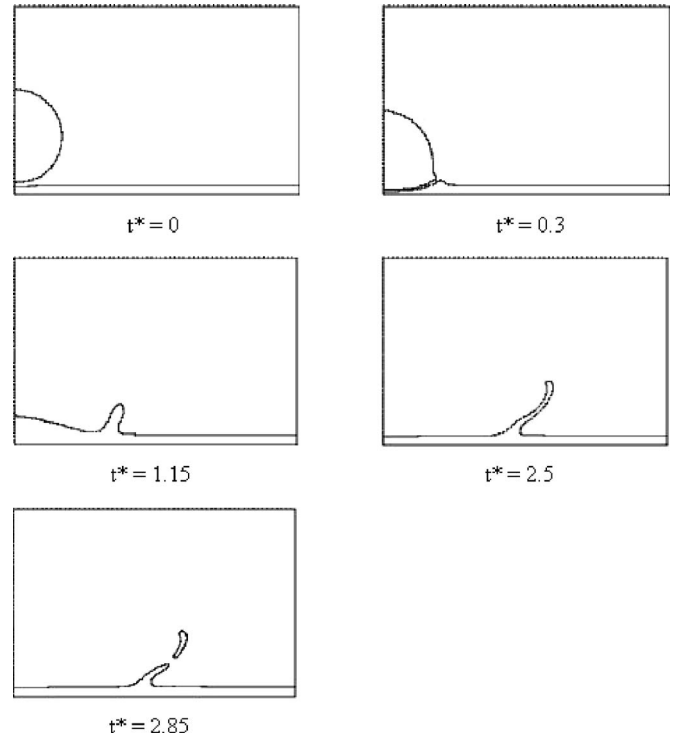 t* = 0
t* = 0.3
t* = 1.15
t* = 2.5
t* = 2.85